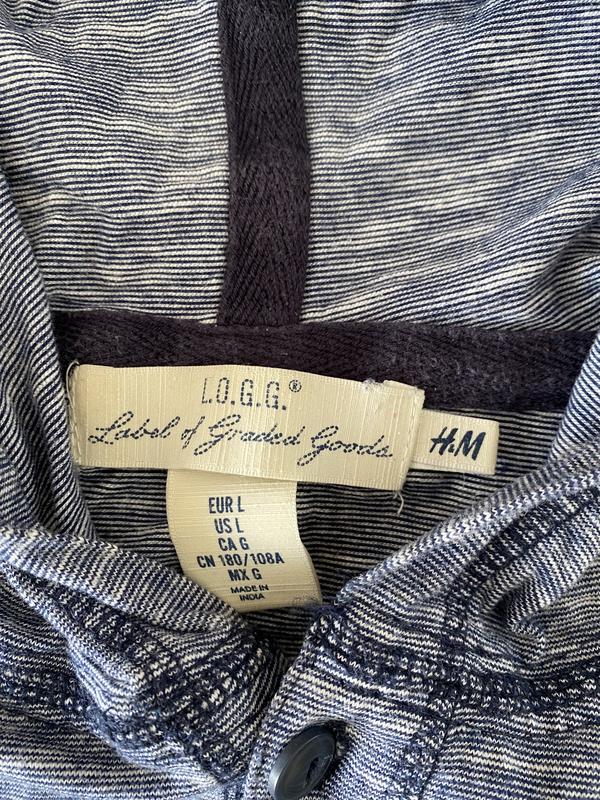 L.O.G.G.®
Label of Graded Goods
H&M
EUR L
US L
CA G
CN 180/108A
MX G
MADE IN
INDIA